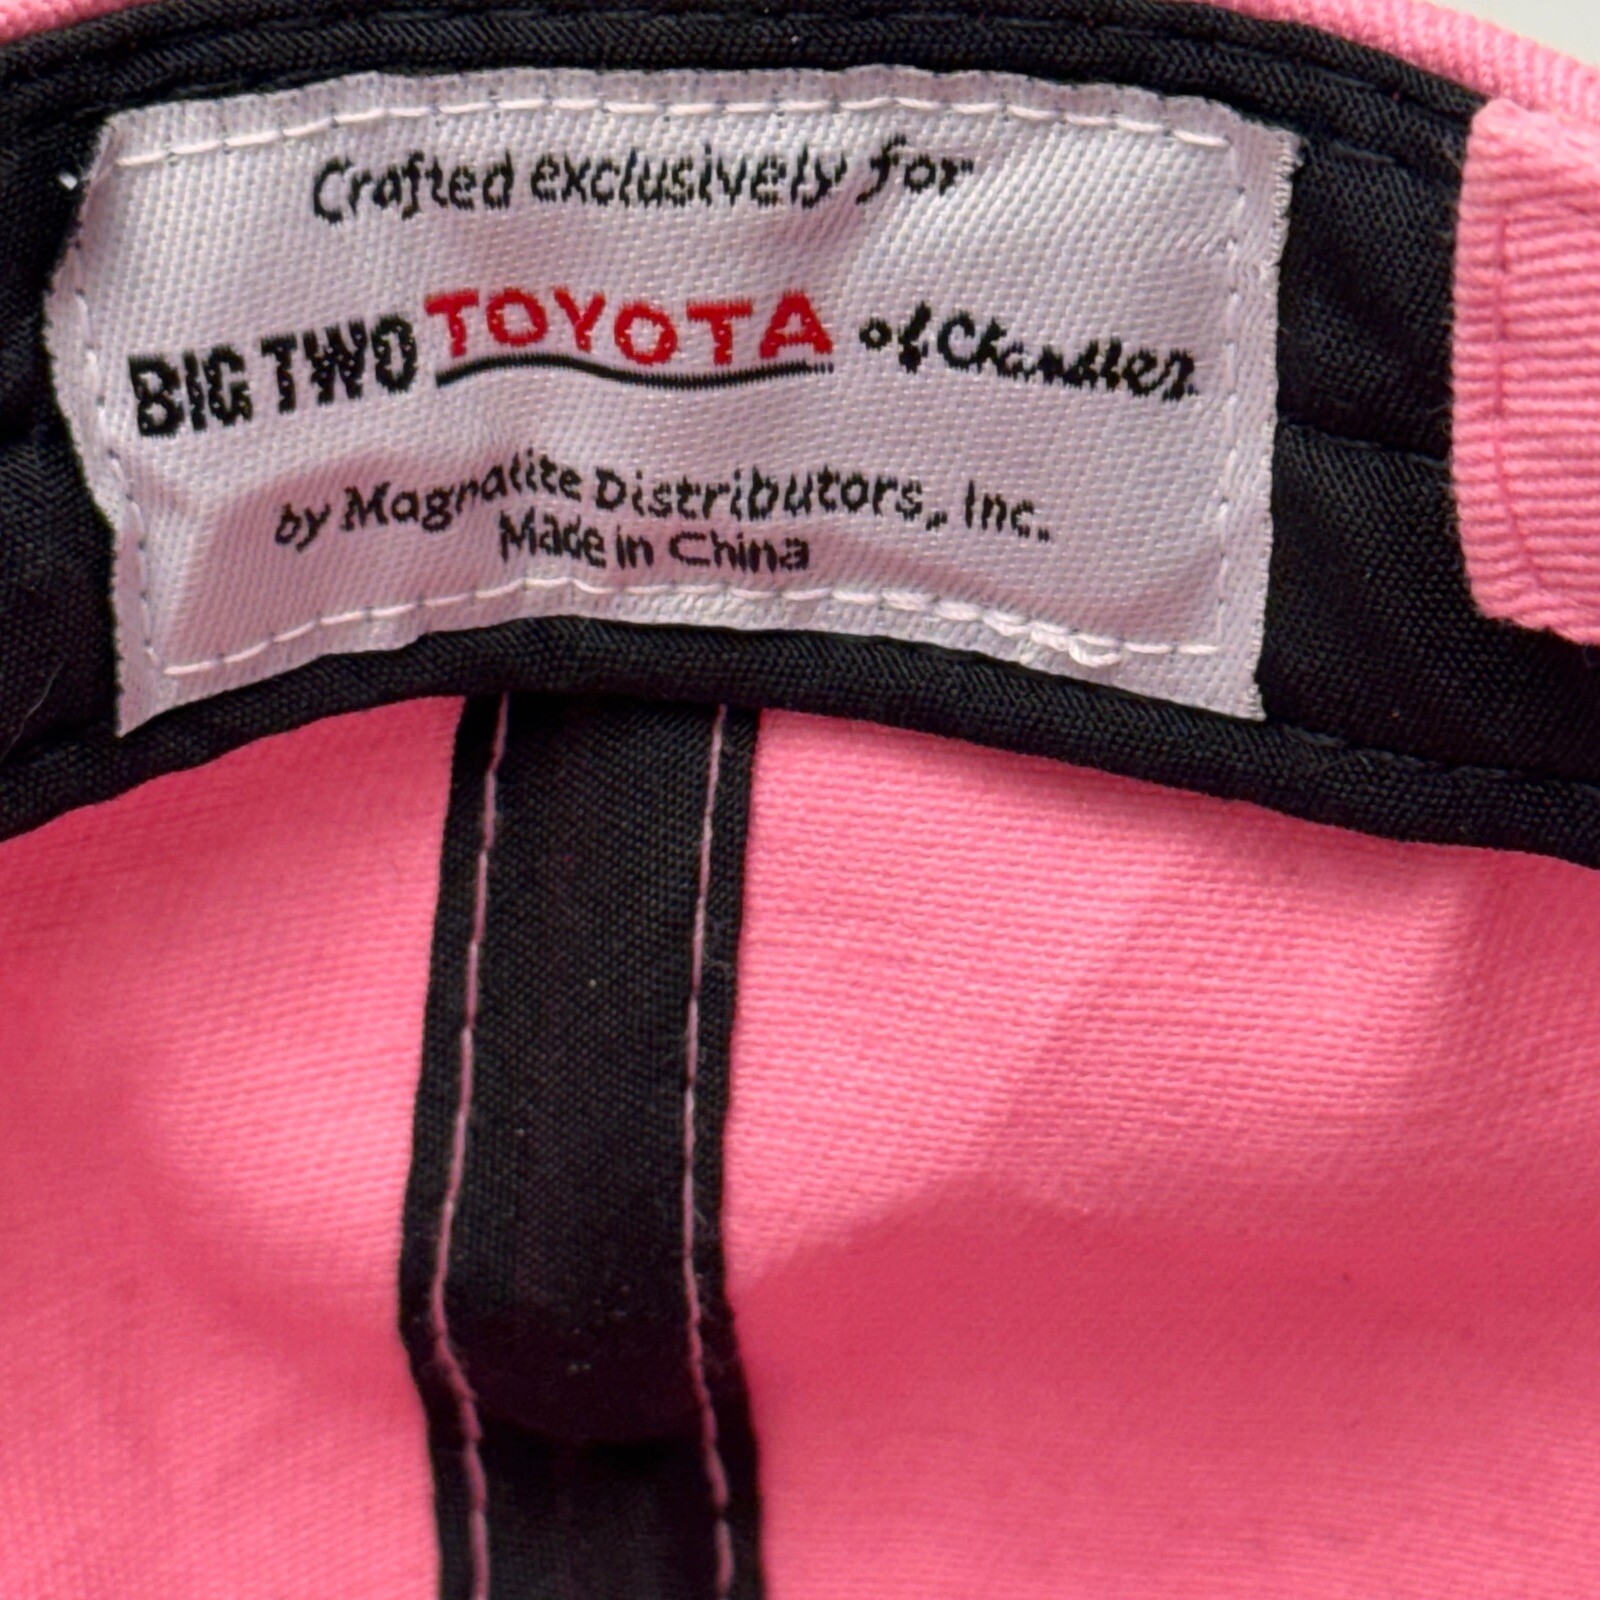 Crafted exclusively for
BIG TWO TOYOTA of Chandler
by Magnalite Distributors, Inc.
Made in China